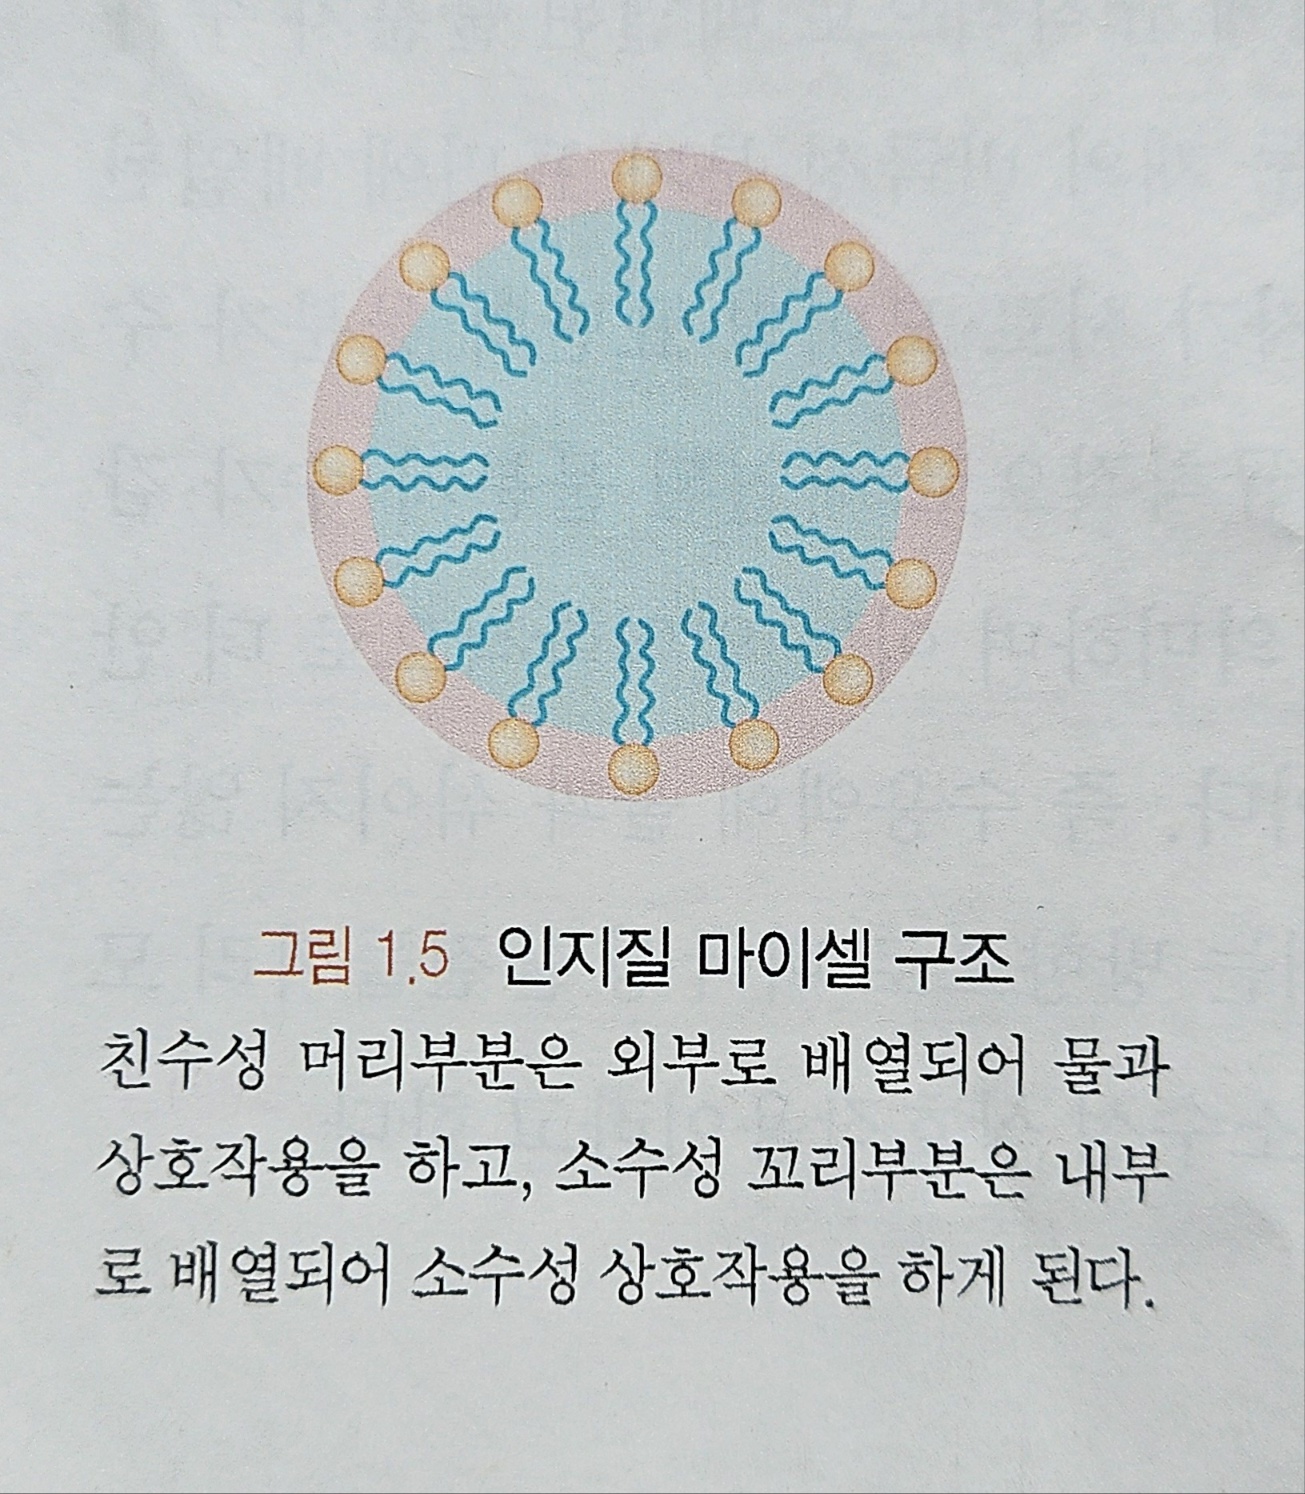 그림 1.5 인지질 마이셀 구조
친수성 머리부분은 외부로 배열되어 물과
상호작용을 하고, 소수성 꼬리부분은 내부
로 배열되어 소수성 상호작용을 하게 된다.